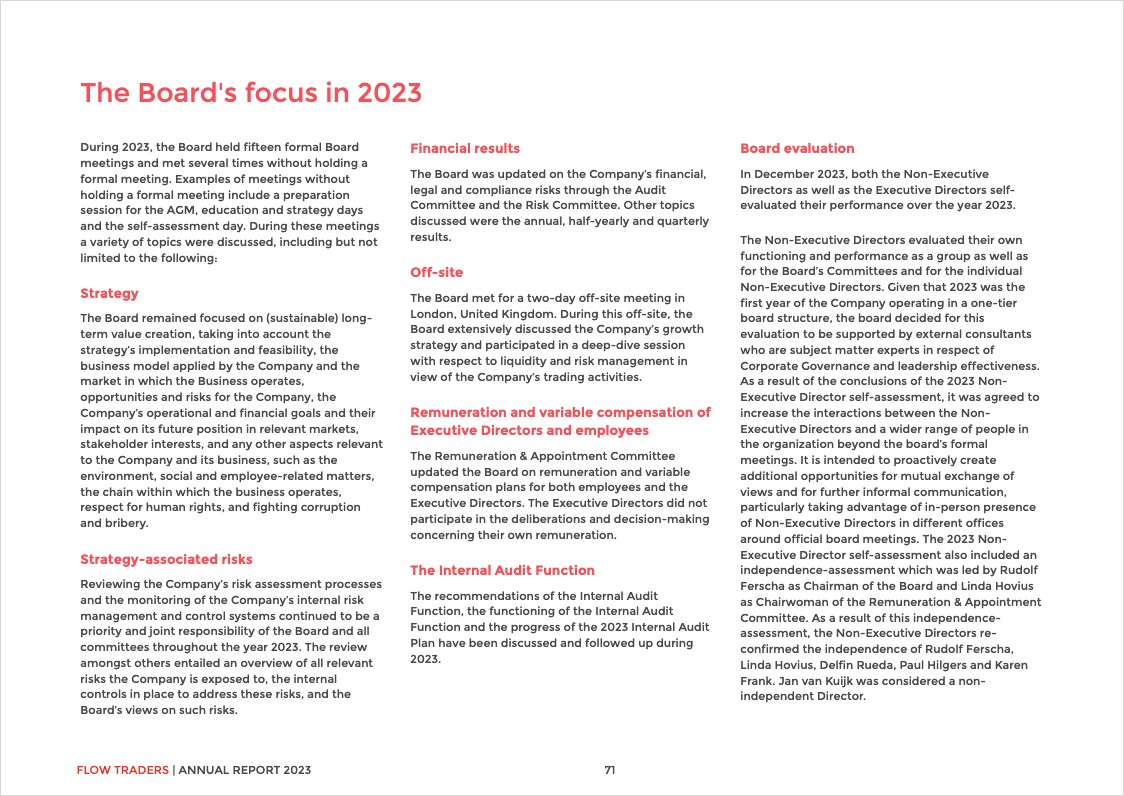 The Board's focus in 2023
During 2023, the Board held fifteen formal Board
meetings and met several times without holding a
formal meeting. Examples of meetings without
holding a formal meeting include a preparation
session for the AGM, education and strategy days
and the self-assessment day. During these meetings
a variety of topics were discussed, including but not
limited to the following:
Strategy
The Board remained focused on (sustainable) long-
term value creation, taking into account the
strategy's implementation and feasibility, the
business model applied by the Company and the
market in which the Business operates,
opportunities and risks for the Company, the
Company's operational and financial goals and their
impact on its future position in relevant markets,
stakeholder interests, and any other aspects relevant
to the Company and its business, such as the
environment, social and employee-related matters,
the chain within which the business operates,
respect for human rights, and fighting corruption
and bribery.
Strategy-associated risks
Reviewing the Company's risk assessment processes
and the monitoring of the Company's internal risk
management and control systems continued to be a
priority and joint responsibility of the Board and all
committees throughout the year 2023. The review
amongst others entailed an overview of all relevant
risks the Company is exposed to, the internal
controls in place to address these risks, and the
Board's views on such risks.
Financial results
The Board was updated on the Company's financial,
legal and compliance risks through the Audit
Committee and the Risk Committee. Other topics
discussed were the annual, half-yearly and quarterly
results.
Off-site
The Board met for a two-day off-site meeting in
London, United Kingdom. During this off-site, the
Board extensively discussed the Company's growth
strategy and participated in a deep-dive session
with respect to liquidity and risk management in
view of the Company's trading activities.
Remuneration and variable compensation of
Executive Directors and employees
The Remuneration & Appointment Committee
updated the Board on remuneration and variable
compensation plans for both employees and the
Executive Directors. The Executive Directors did not
participate in the deliberations and decision-making
concerning their own remuneration.
The Internal Audit Function
The recommendations of the Internal Audit
Function, the functioning of the Internal Audit
Function and the progress of the 2023 Internal Audit
Plan have been discussed and followed up during
2023.
Board evaluation
In December 2023, both the Non-Executive
Directors as well as the Executive Directors self-
evaluated their performance over the year 2023.
The Non-Executive Directors evaluated their own
functioning and performance as a group as well as
for the Board's Committees and for the individual
Non-Executive Directors. Given that 2023 was the
first year of the Company operating in a one-tier
board structure, the board decided for this
evaluation to be supported by external consultants
who are subject matter experts in respect of
Corporate Governance and leadership effectiveness.
As a result of the conclusions of the 2023 Non-
Executive Director self-assessment, it was agreed to
increase the interactions between the Non-
Executive Directors and a wider range of people in
the organization beyond the board's formal
meetings. It is intended to proactively create
additional opportunities for mutual exchange of
views and for further informal communication,
particularly taking advantage of in-person presence
of Non-Executive Directors in different offices
around official board meetings. The 2023 Non-
Executive Director self-assessment also included an
independence-assessment which was led by Rudolf
Ferscha as Chairman of the Board and Linda Hovius
as Chairwoman of the Remuneration & Appointment
Committee. As a result of this independence-
assessment, the Non-Executive Directors re-
confirmed the independence of Rudolf Ferscha,
Linda Hovius, Delfin Rueda, Paul Hilgers and Karen
Frank. Jan van Kuijk was considered a non-
independent Director.
FLOW TRADERS | ANNUAL REPORT 2023
71